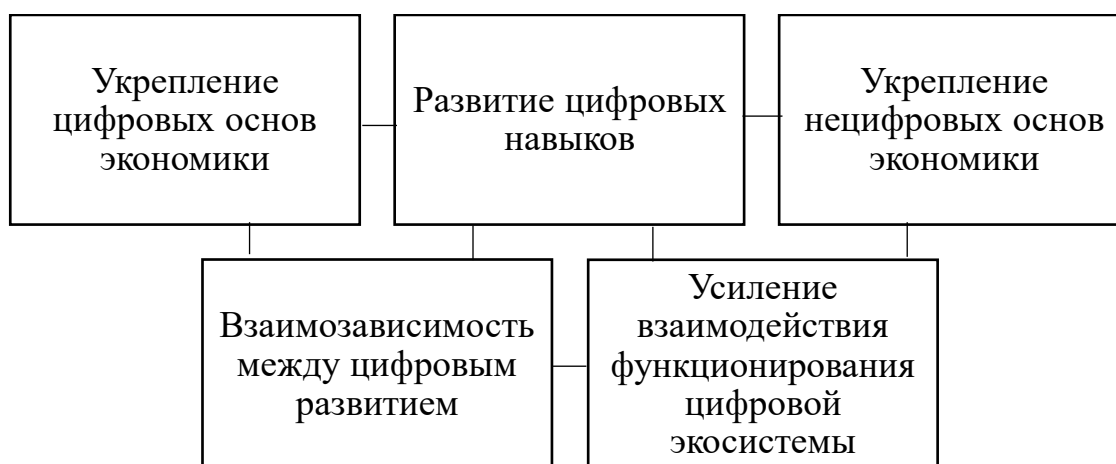 Укрепление
цифровых основ
экономики
Развитие цифровых
навыков
Укрепление
нецифровых основ
экономики
Взаимозависимость
между цифровым
развитием
Усиление
взаимодействия
функционирования
цифровой
экосистемы